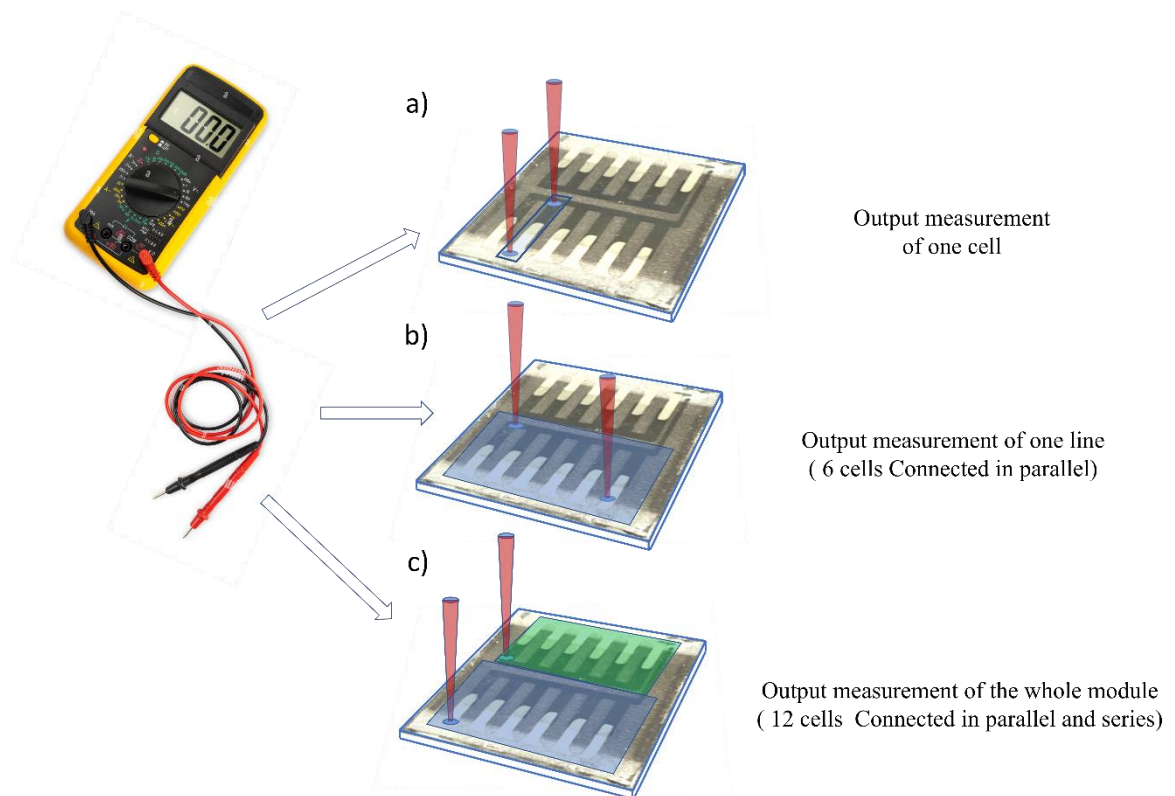 000
a)
Output measurement
of one cell
b)
Output measurement of one line
( 6 cells Connected in parallel)
c)
Output measurement of the whole module
( 12 cells Connected in parallel and series)